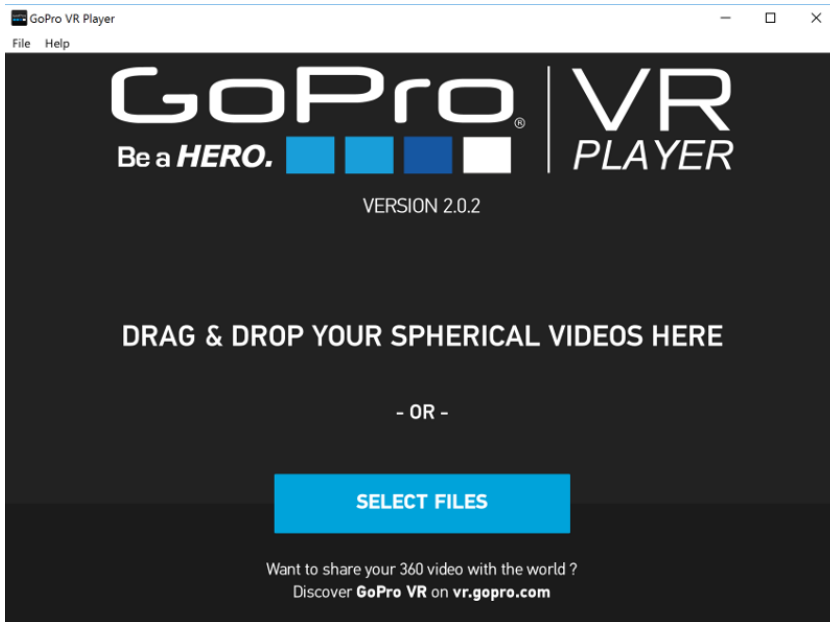 GoPro VR Player
File Help
GoPro® VR
Be a HERO. PLAYER
VERSION 2.0.2
DRAG & DROP YOUR SPHERICAL VIDEOS HERE
- OR -
SELECT FILES
Want to share your 360 video with the world ?
Discover GoPro VR on vr.gopro.com